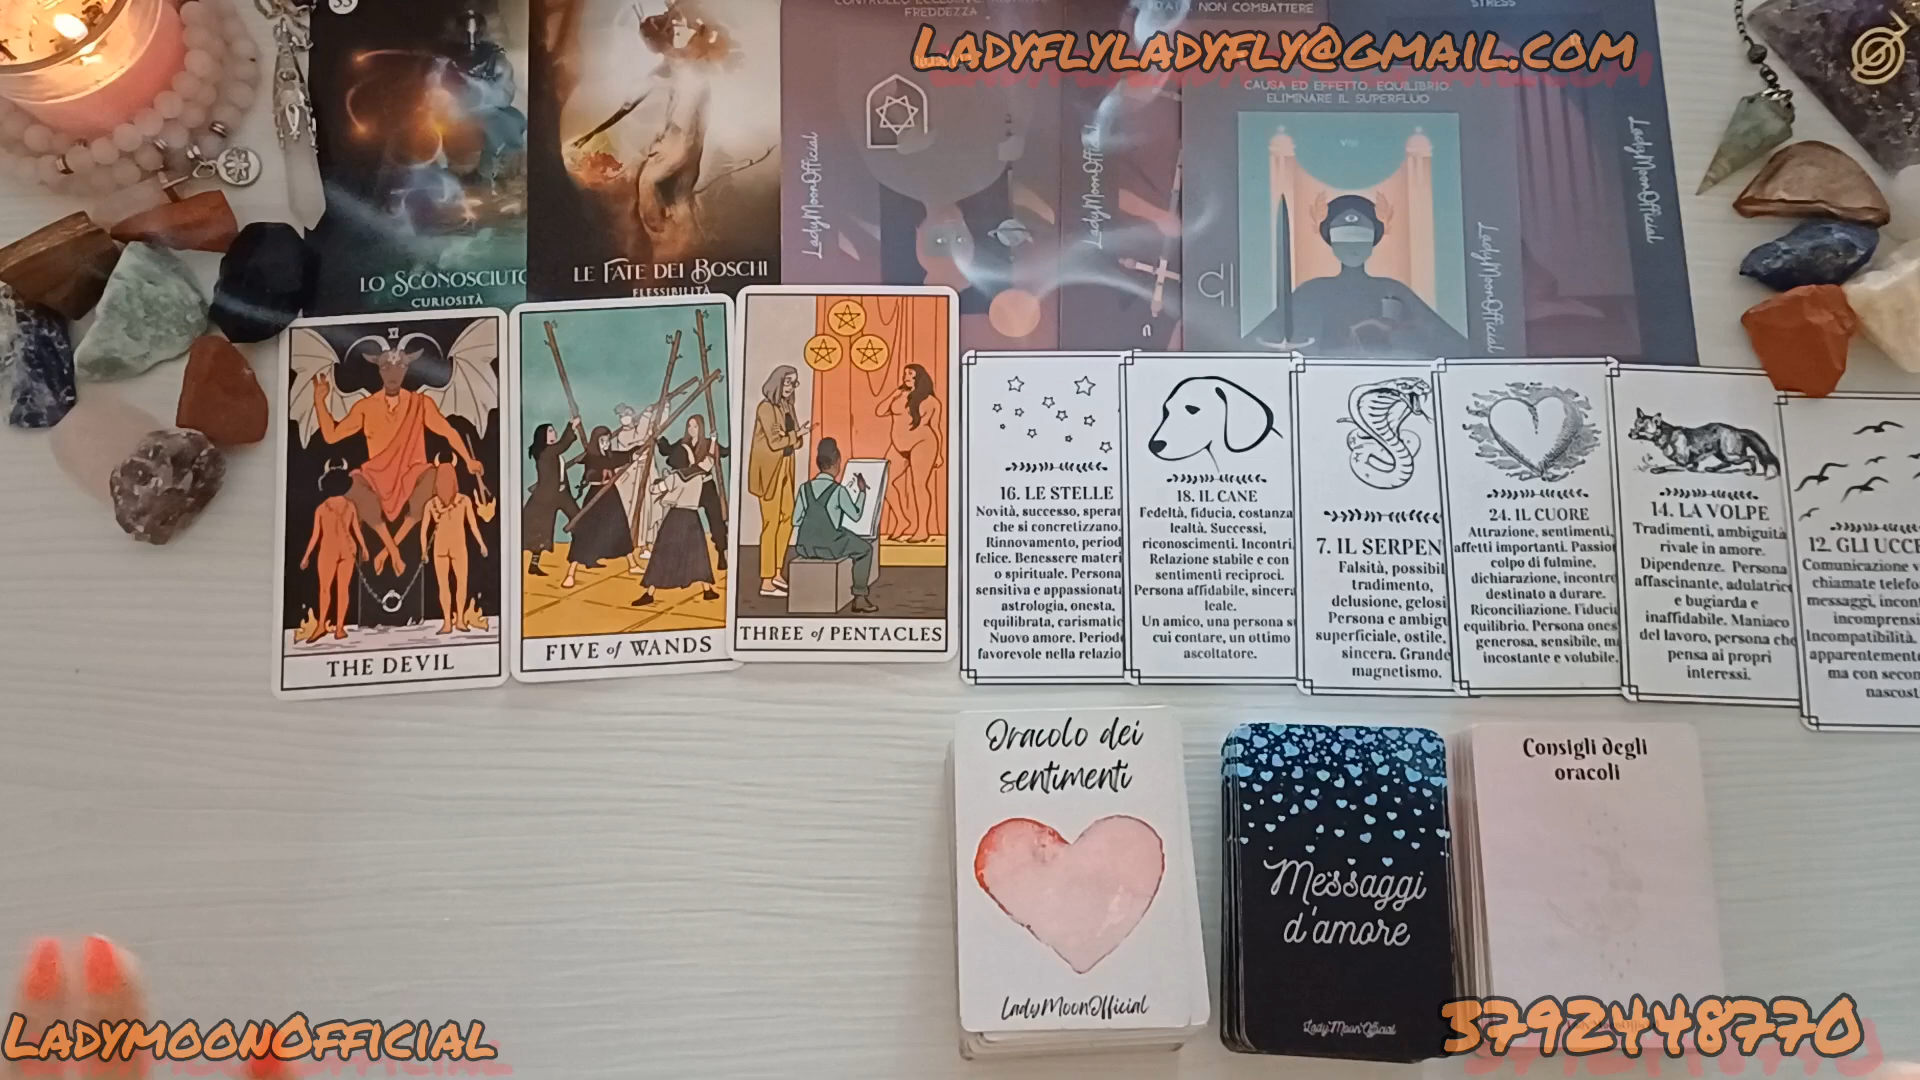 33
LO SCONOSCIUTO
CURIOSITÀ
LE FATE DEI BOSCHI
FLESSIBILITÀ
FREDDEZZA
NON COMBATTERE
STRESS
LADYFLYLADYFLY@GMAIL.COM
CAUSA ED EFFETTO, EQUILIBRIO,
ELIMINARE IL SUPERFLUO
VIII
LadyMoonOfficial
LadyMoonOfficial
LadyMoonOfficial
LadyMoonOfficial
THE DEVIL
FIVE of WANDS
THREE of PENTACLES
16. LE STELLE
Novità, successo, speran
che si concretizzano.
Rinnovamento, period
felice. Benessere materi
o spirituale. Persona
sensitiva e appassionata
astrologia, onesta,
equilibrata, carismatic
Nuovo amore. Period
favorevole nella relazio
18. IL CANE
Fedeltà, fiducia, costanza
lealtà. Successi,
riconoscimenti. Incontri.
Relazione stabile e con
sentimenti reciproci.
Persona affidabile, sincera
leale.
Un amico, una persona s
cui contare, un ottimo
ascoltatore.
7. IL SERPEN
Falsità, possibil
tradimento,
delusione, gelosi
Persona e ambigu
superficiale, ostile.
sincera. Grande
magnetismo.
24. IL CUORE
Attrazione, sentimenti,
affetti importanti. Passion
colpo di fulmine,
dichiarazione, incontro
destinato a durare.
Riconciliazione. Fiducia
equilibrio. Persona ones
generosa, sensibile, ma
incostante e volubile.
14. LA VOLPE
Tradimenti, ambiguità
rivale in amore.
Dipendenze. Persona
affascinante, adulatrice
e bugiarda e
inaffidabile. Maniaco
del lavoro, persona che
pensa ai propri
interessi.
12. GLI UCCE
Comunicazione v
chiamate telefo
messaggi, incon
incomprensi
Incompatibilità.
apparentemente
ma con secon
nascost
Oracolo dei
sentimenti
LadyMoonOfficial
Messaggi
d'amore
LadyMoonOfficial
Consigli degli
oracoli
LADYMOONOFFICIAL
3792448770